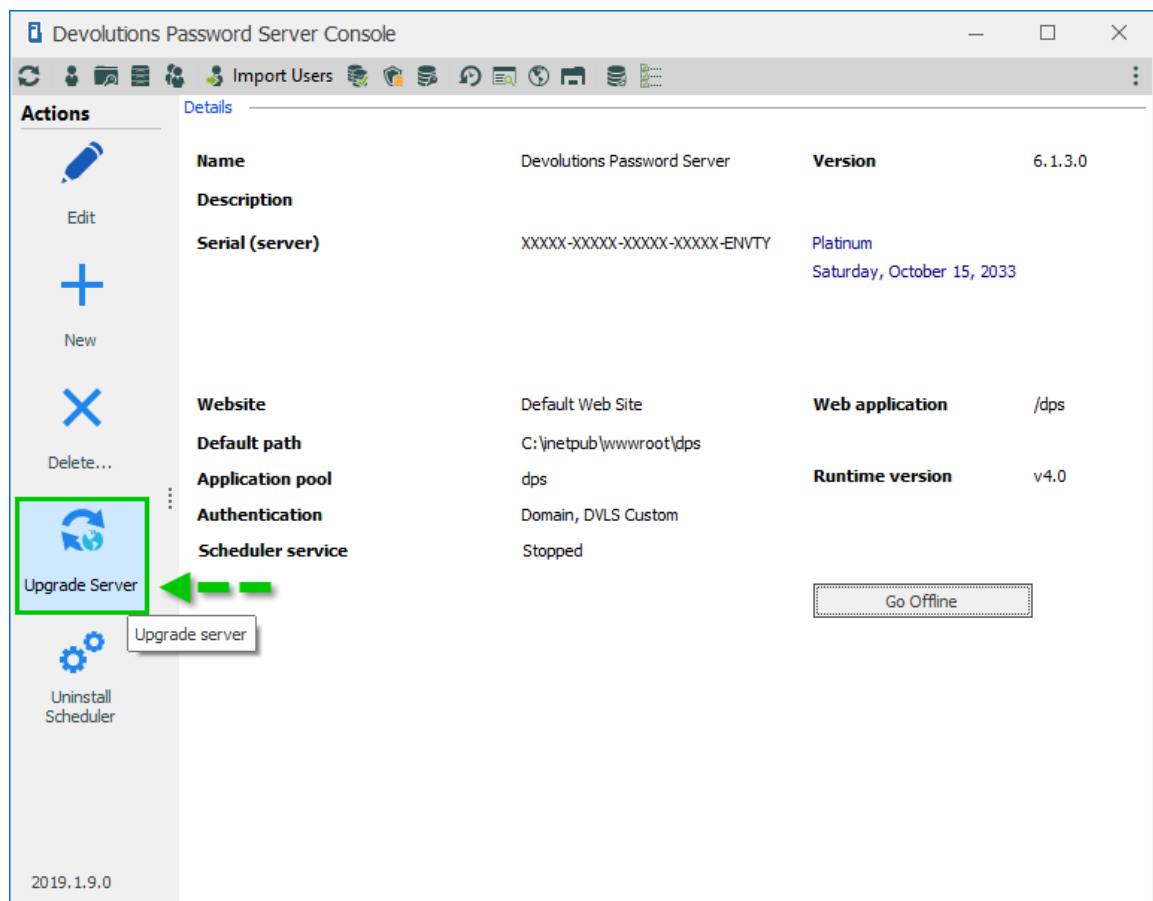 Devolutions Password Server Console
Import Users
Actions
Details
Edit
New
Delete...
Upgrade Server
Upgrade server
Uninstall
Scheduler
2019.1.9.0
Name Devolutions Password Server Version 6.1.3.0
Description
Serial (server) XXXXX-XXXXX-XXXXX-XXXXX-ENVTY Platinum
Saturday, October 15, 2033
Website Default Web Site Web application /dps
Default path C:\inetpub\wwwroot\dps
Application pool dps Runtime version v4.0
Authentication Domain, DVLS Custom
Scheduler service Stopped
Go Offline